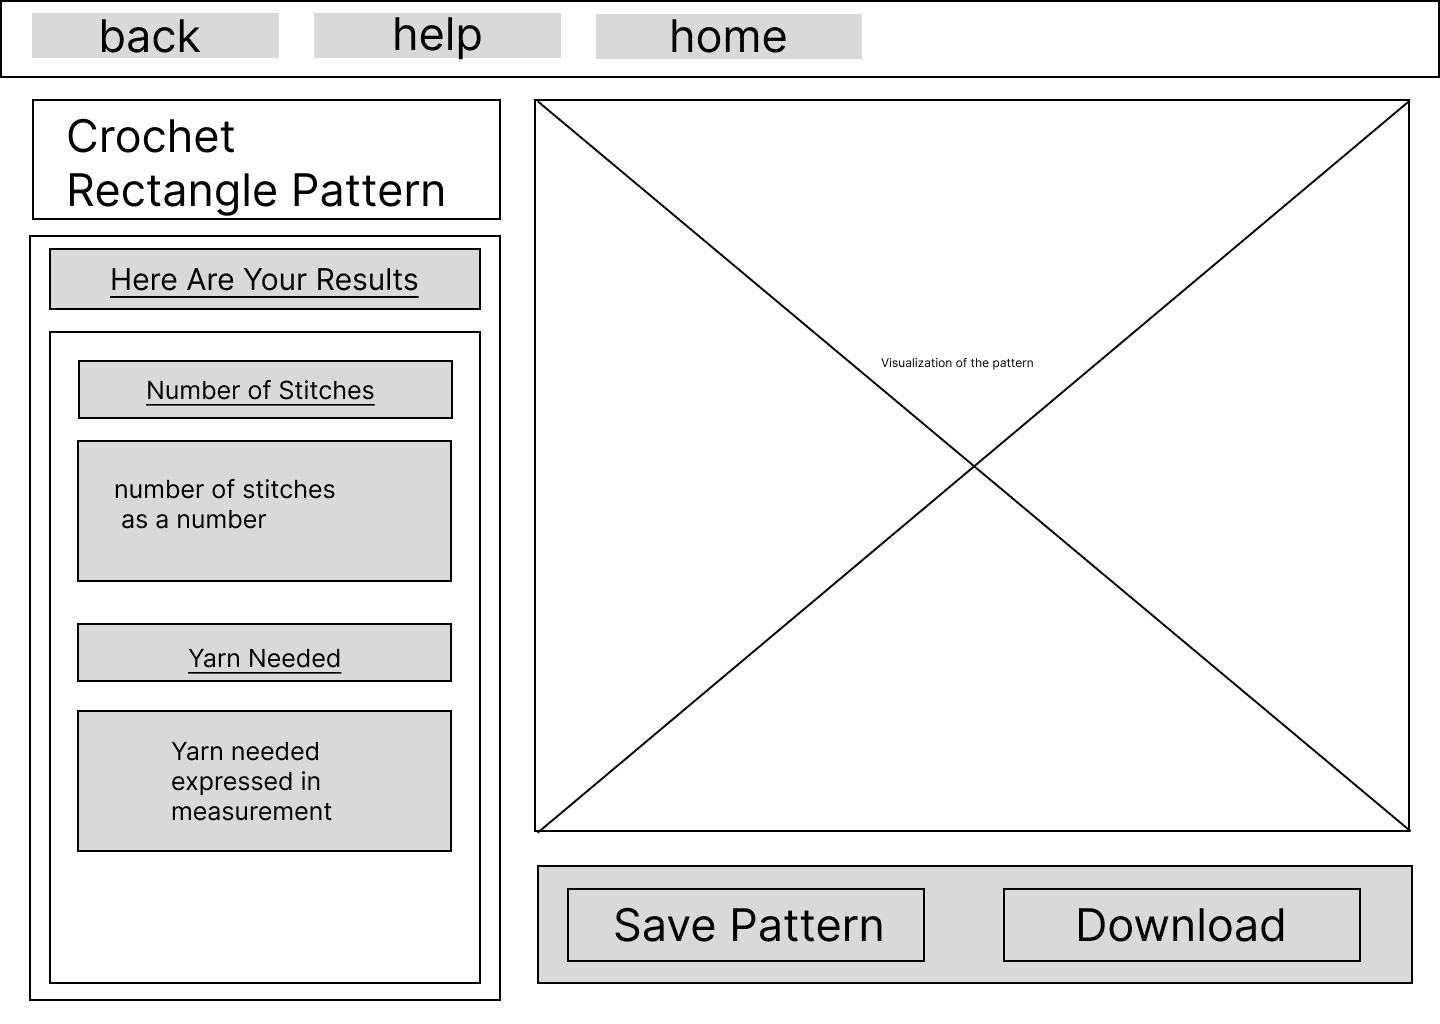 back help home
Crochet
Rectangle Pattern
Here Are Your Results
Number of Stitches
number of stitches
as a number
Yarn Needed
Yarn needed
expressed in
measurement
Visualization of the pattern
Save Pattern Download